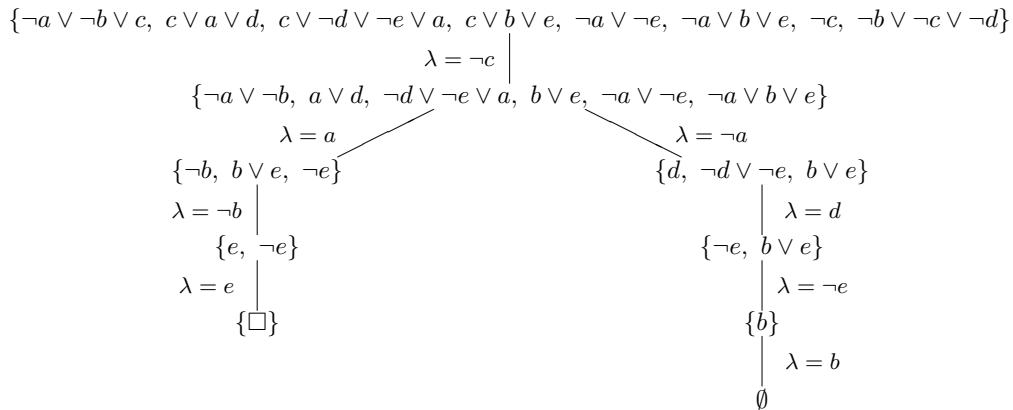 {¬a ∨ ¬b ∨ c, c ∨ a ∨ d, c ∨ ¬d ∨ ¬e ∨ a, c ∨ b ∨ e, ¬a ∨ ¬e, ¬a ∨ b ∨ e, ¬c, ¬b ∨ ¬c ∨ ¬d}
λ = ¬c
{¬a ∨ ¬b, a ∨ d, ¬d ∨ ¬e ∨ a, b ∨ e, ¬a ∨ ¬e, ¬a ∨ b ∨ e}
λ = a λ = ¬a
{¬b, b ∨ e, ¬e} {d, ¬d ∨ ¬e, b ∨ e}
λ = ¬b λ = d
{e, ¬e} {¬e, b ∨ e}
λ = e λ = ¬e
{□} {b}
λ = b
∅